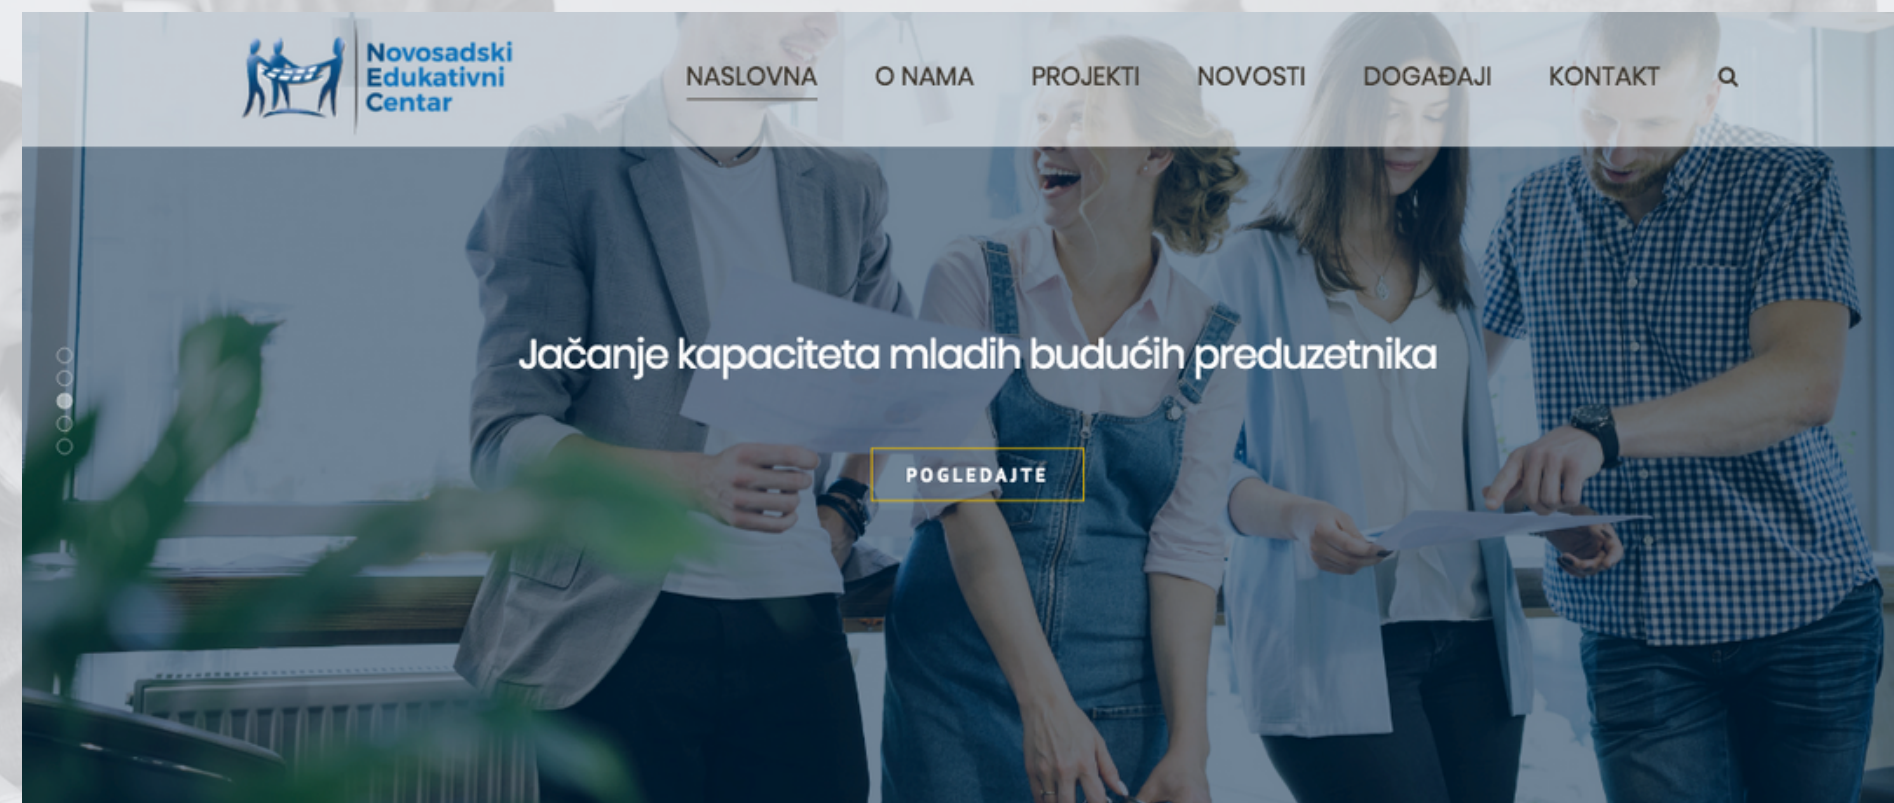 Novosadski
Edukativni
Centar
NASLOVNA O NAMA PROJEKTI NOVOSTI DOGAĐAJI KONTAKT
Jačanje kapaciteta mladih budućih preduzetnika
POGLEDAJTE